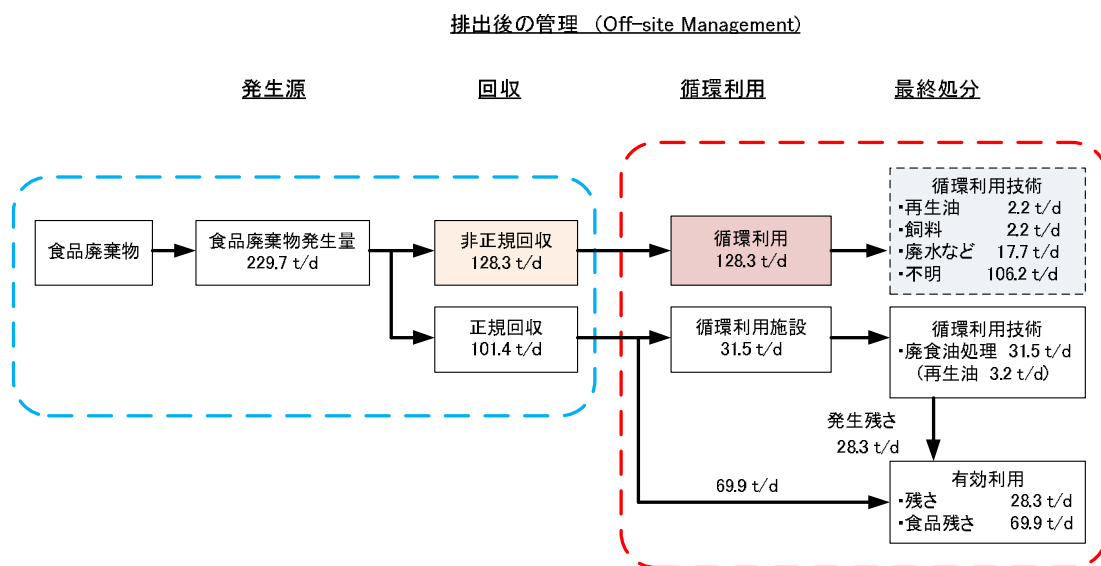 排出後の管理 (Off-site Management)
発生源
回収
循環利用
最終処分
食品廃棄物
食品廃棄物発生量
229.7 t/d
非正規回収
128.3 t/d
循環利用
128.3 t/d
循環利用技術
・再生油 2.2 t/d
・飼料 2.2 t/d
・廃水など 17.7 t/d
・不明 106.2 t/d
正規回収
101.4 t/d
循環利用施設
31.5 t/d
循環利用技術
・廃食油処理 31.5 t/d
(再生油 3.2 t/d)
発生残さ
28.3 t/d
69.9 t/d
有効利用
・残さ 28.3 t/d
・食品残さ 69.9 t/d